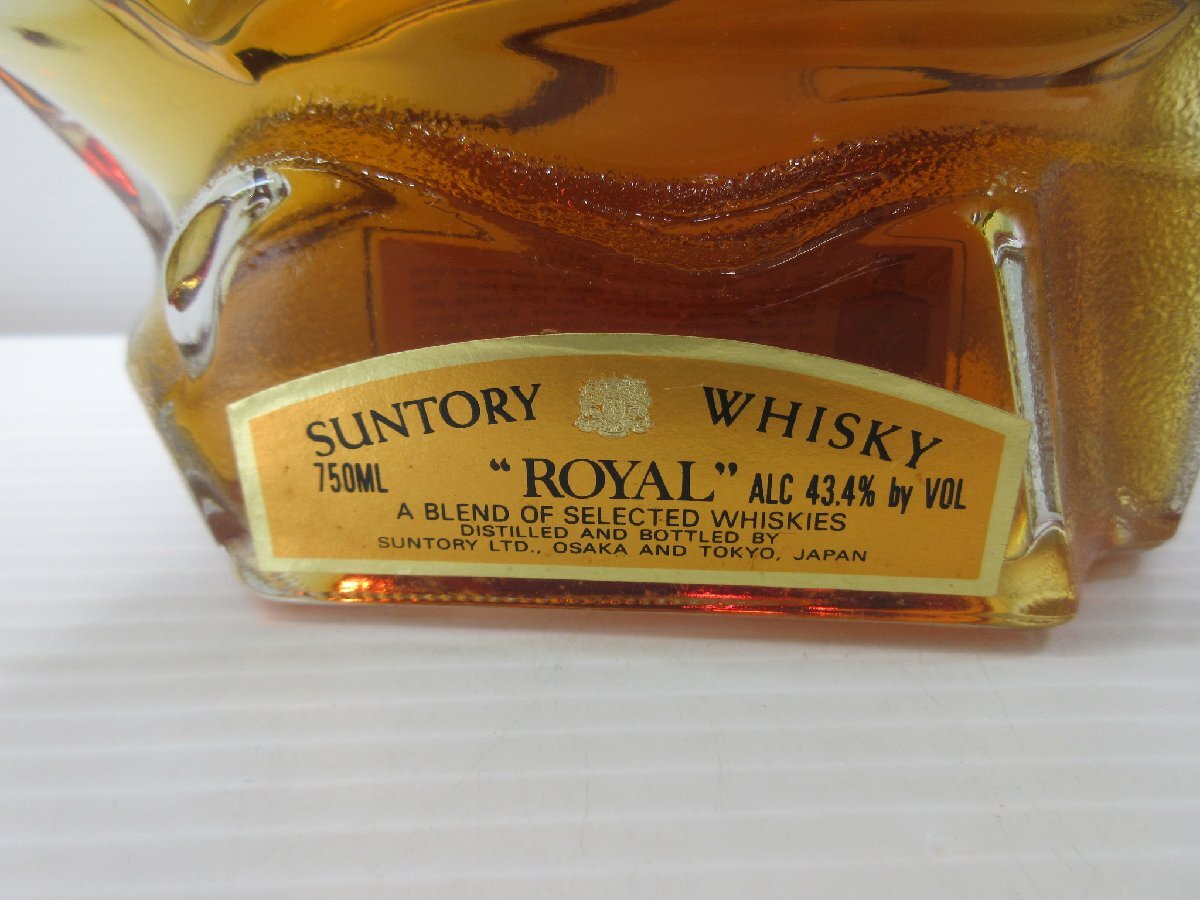 SUNTORY WHISKY
750ML "ROYAL" ALC 43.4% by VOL
A BLEND OF SELECTED WHISKIES
DISTILLED AND BOTTLED BY
SUNTORY LTD., OSAKA AND TOKYO, JAPAN